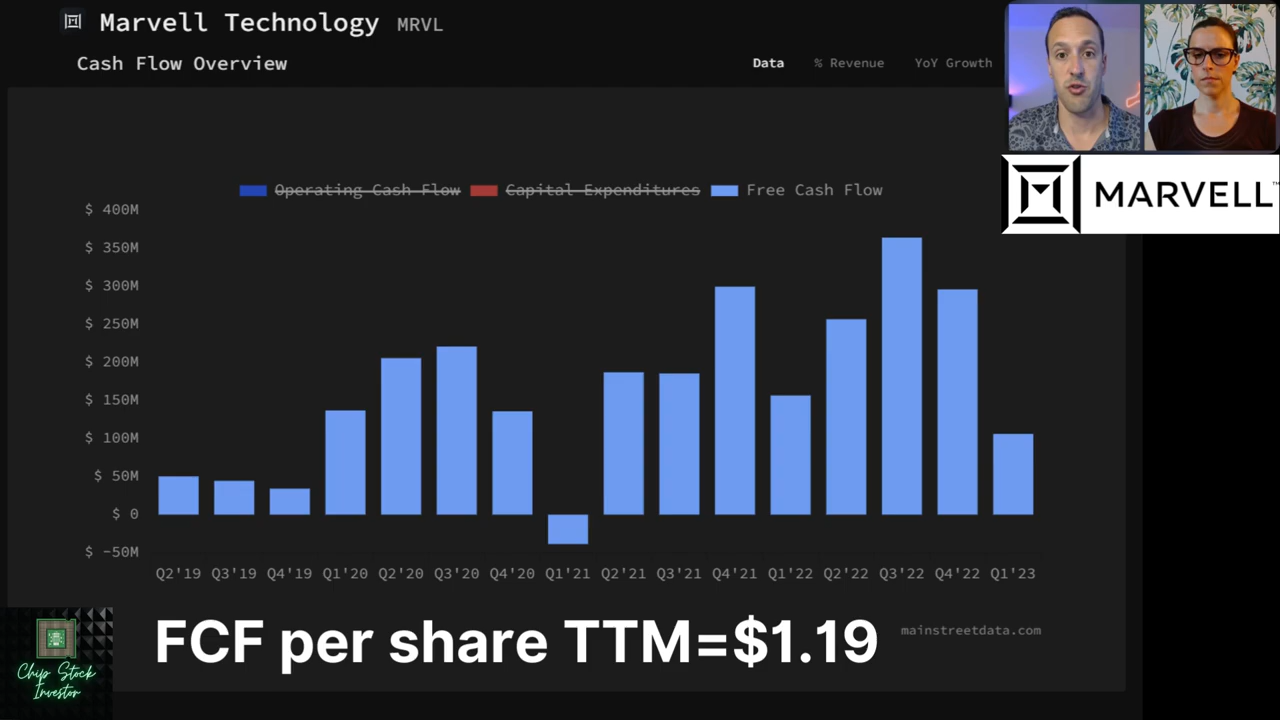 Marvell Technology MRVL
Cash Flow Overview
Data % Revenue YoY Growth
MARVELL™
Operating Cash Flow Capital Expenditures Free Cash Flow
$ 400M
$ 350M
$ 300M
$ 250M
$ 200M
$ 150M
$ 100M
$ 50M
$ 0
$ -50M
Q2'19 Q3'19 Q4'19 Q1'20 Q2'20 Q3'20 Q4'20 Q1'21 Q2'21 Q3'21 Q4'21 Q1'22 Q2'22 Q3'22 Q4'22 Q1'23
FCF per share TTM=$1.19
mainstreetdata.com
Chip Stock
Investor